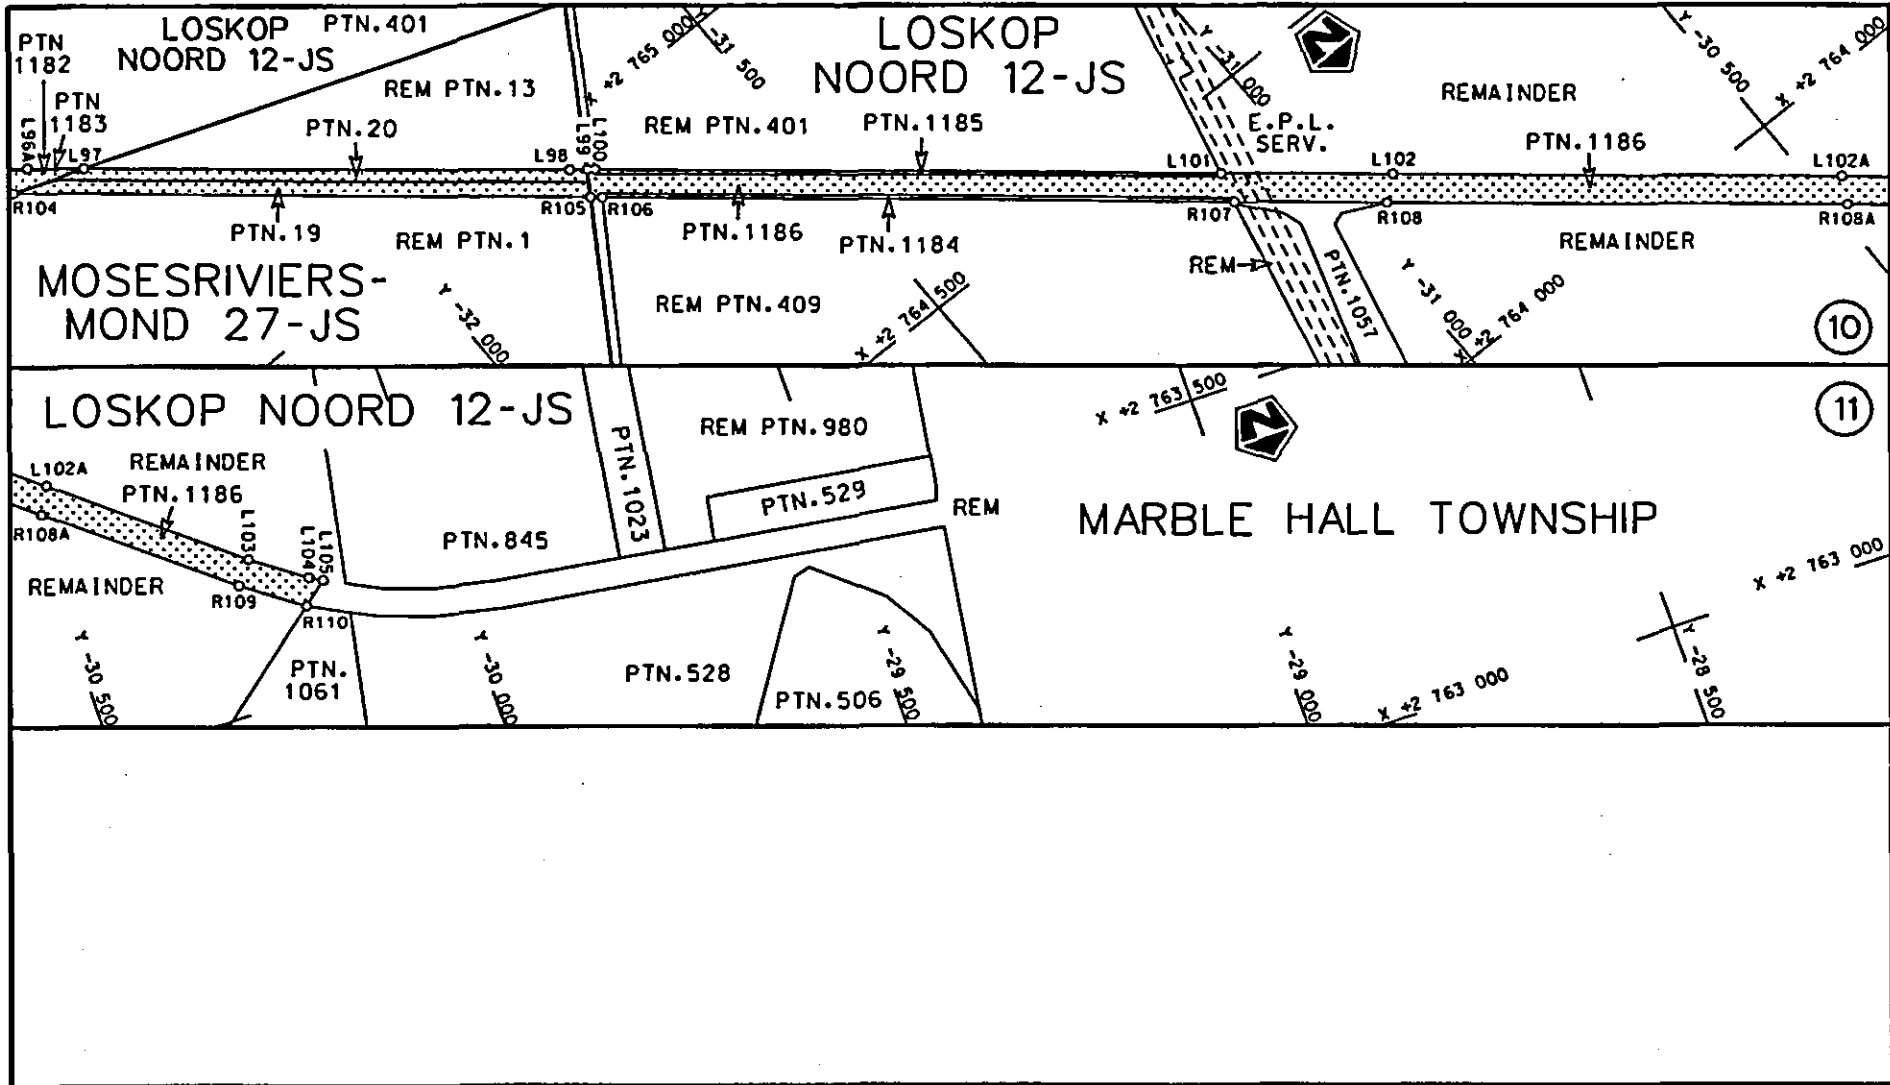 LOSKOP PTN.401
NOORD 12-JS
PTN
1182
PTN
1183
REM PTN.13
PTN.20
L96A
L97
L98
L99
L100
X +2 765 000
Y -31 500
LOSKOP
NOORD 12-JS
REM PTN.401
PTN.1185
Y -31 000
E.P.L.
SERV.
N
REMAINDER
PTN.1186
Y -30 500
X +2 764 000
L101
L102
L102A
R104
R105
R106
R107
R108
R108A
PTN.19
REM PTN.1
PTN.1186
PTN.1184
REM
PTN.1057
REMAINDER
MOSESRIVIERS-
MOND 27-JS
Y -32 000
REM PTN.409
X +2 764 500
Y -31 000
X +2 764 000
10
LOSKOP NOORD 12-JS
REMAINDER
L102A
PTN.1186
R108A
L103
L104
L105
REMAINDER
R109
R110
PTN.845
PTN.1023
REM PTN.980
PTN.529
REM
X +2 763 500
N
11
MARBLE HALL TOWNSHIP
X +2 763 000
Y -30 500
PTN.
1061
Y -30 000
PTN.528
PTN.506
Y -29 500
Y -29 000
X +2 763 000
Y -28 500